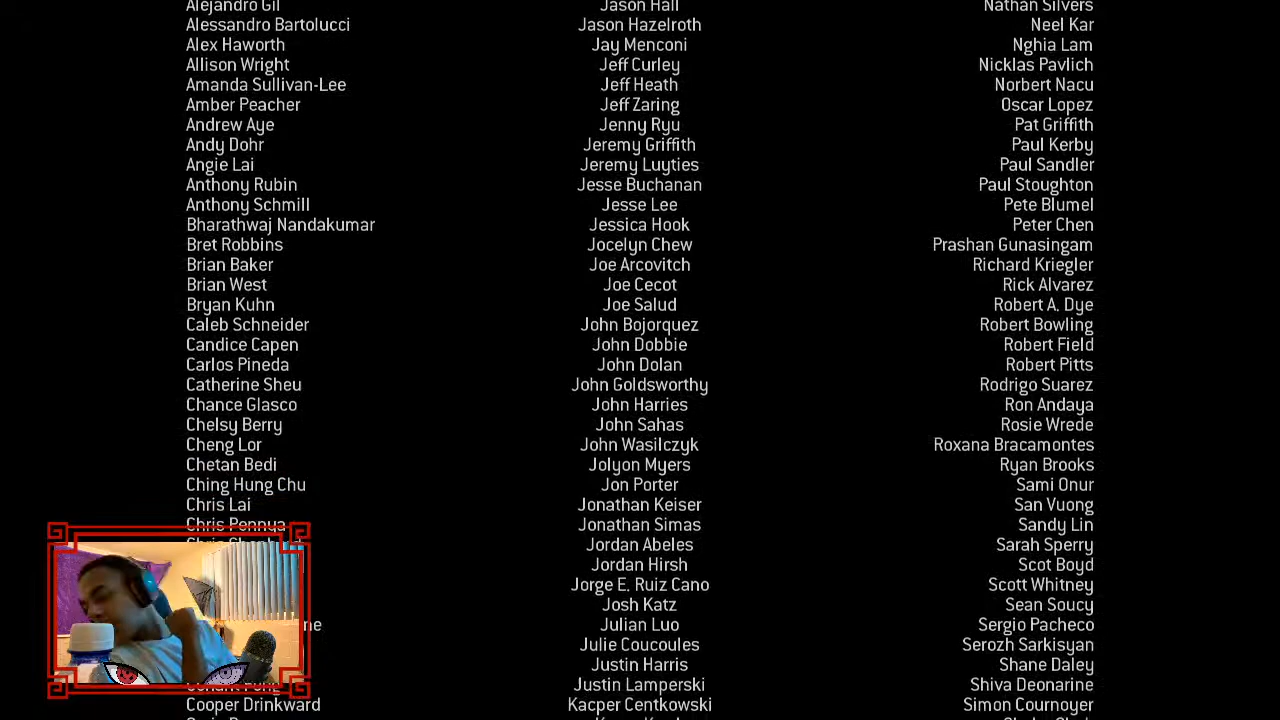 Alejandro Gil
Alessandro Bartolucci
Alex Haworth
Allison Wright
Amanda Sullivan-Lee
Amber Peacher
Andrew Aye
Andy Dohr
Angie Lai
Anthony Rubin
Anthony Schmill
Bharathwaj Nandakumar
Bret Robbins
Brian Baker
Brian West
Bryan Kuhn
Caleb Schneider
Candice Capen
Carlos Pineda
Catherine Sheu
Chance Glasco
Chelsy Berry
Cheng Lor
Chetan Bedi
Ching Hung Chu
Chris Lai
Chris Pennya
Cooper Drinkward
Jason Hall
Jason Hazelroth
Jay Menconi
Jeff Curley
Jeff Heath
Jeff Zaring
Jenny Ryu
Jeremy Griffith
Jeremy Luyties
Jesse Buchanan
Jesse Lee
Jessica Hook
Jocelyn Chew
Joe Arcovitch
Joe Cecot
Joe Salud
John Bojorquez
John Dobbie
John Dolan
John Goldsworthy
John Harries
John Sahas
John Wasilczyk
Jolyon Myers
Jon Porter
Jonathan Keiser
Jonathan Simas
Jordan Abeles
Jordan Hirsh
Jorge E. Ruiz Cano
Josh Katz
Julian Luo
Julie Coucoules
Justin Harris
Justin Lamperski
Kacper Centkowski
Nathan Silvers
Neel Kar
Nghia Lam
Nicklas Pavlich
Norbert Nacu
Oscar Lopez
Pat Griffith
Paul Kerby
Paul Sandler
Paul Stoughton
Pete Blumel
Peter Chen
Prashan Gunasingam
Richard Kriegler
Rick Alvarez
Robert A. Dye
Robert Bowling
Robert Field
Robert Pitts
Rodrigo Suarez
Ron Andaya
Rosie Wrede
Roxana Bracamontes
Ryan Brooks
Sami Onur
San Vuong
Sandy Lin
Sarah Sperry
Scot Boyd
Scott Whitney
Sean Soucy
Sergio Pacheco
Serozh Sarkisyan
Shane Daley
Shiva Deonarine
Simon Cournoyer